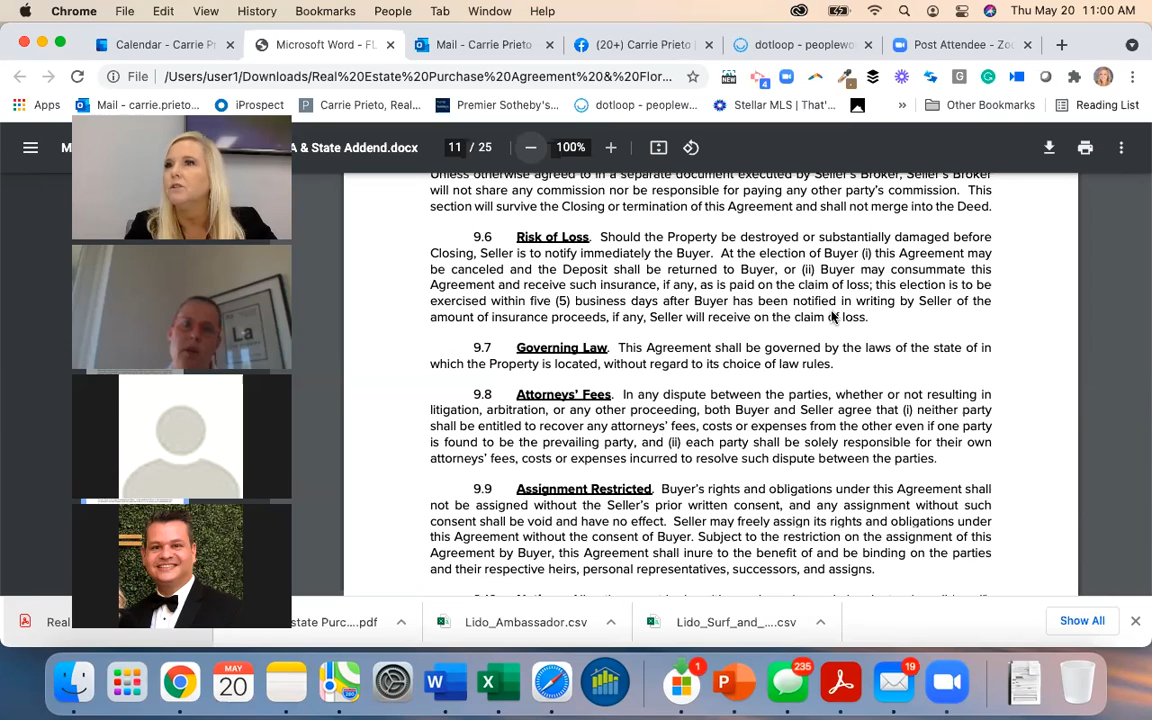 Chrome File Edit View History Bookmarks People Tab Window Help Thu May 20 11:00 AM
Calendar - Carrie Pr Microsoft Word - FL Mail - Carrie Prieto (20+) Carrie Prieto dotloop - peoplewo Post Attendee - Zoo
File /Users/user1/Downloads/Real%20Estate%20Purchase%20Agreement%20&%20Flor... NEW 4
Apps Mail - carrie.prieto... iProspect Carrie Prieto, Real... Premier Sotheby's... dotloop - peoplew... Stellar MLS | That'... Other Bookmarks Reading List
A & State Addend.docx 11 / 25 100%
Unless otherwise agreed to in a separate document executed by Seller's Broker, Seller's Broker
will not share any commission nor be responsible for paying any other party's commission. This
section will survive the Closing or termination of this Agreement and shall not merge into the Deed.
9.6 Risk of Loss. Should the Property be destroyed or substantially damaged before
Closing, Seller is to notify immediately the Buyer. At the election of Buyer (i) this Agreement may
be canceled and the Deposit shall be returned to Buyer, or (ii) Buyer may consummate this
Agreement and receive such insurance, if any, as is paid on the claim of loss; this election is to be
exercised within five (5) business days after Buyer has been notified in writing by Seller of the
amount of insurance proceeds, if any, Seller will receive on the claim of loss.
9.7 Governing Law. This Agreement shall be governed by the laws of the state of in
which the Property is located, without regard to its choice of law rules.
9.8 Attorneys' Fees. In any dispute between the parties, whether or not resulting in
litigation, arbitration, or any other proceeding, both Buyer and Seller agree that (i) neither party
shall be entitled to recover any attorneys' fees, costs or expenses from the other even if one party
is found to be the prevailing party, and (ii) each party shall be solely responsible for their own
attorneys' fees, costs or expenses incurred to resolve such dispute between the parties.
9.9 Assignment Restricted. Buyer's rights and obligations under this Agreement shall
not be assigned without the Seller's prior written consent, and any assignment without such
consent shall be void and have no effect. Seller may freely assign its rights and obligations under
this Agreement without the consent of Buyer. Subject to the restriction on the assignment of this
Agreement by Buyer, this Agreement shall inure to the benefit of and be binding on the parties
and their respective heirs, personal representatives, successors, and assigns.
La
Real state Purc....pdf Lido_Ambassador.csv Lido_Surf_and_....csv Show All
MAY 20 1 235 19